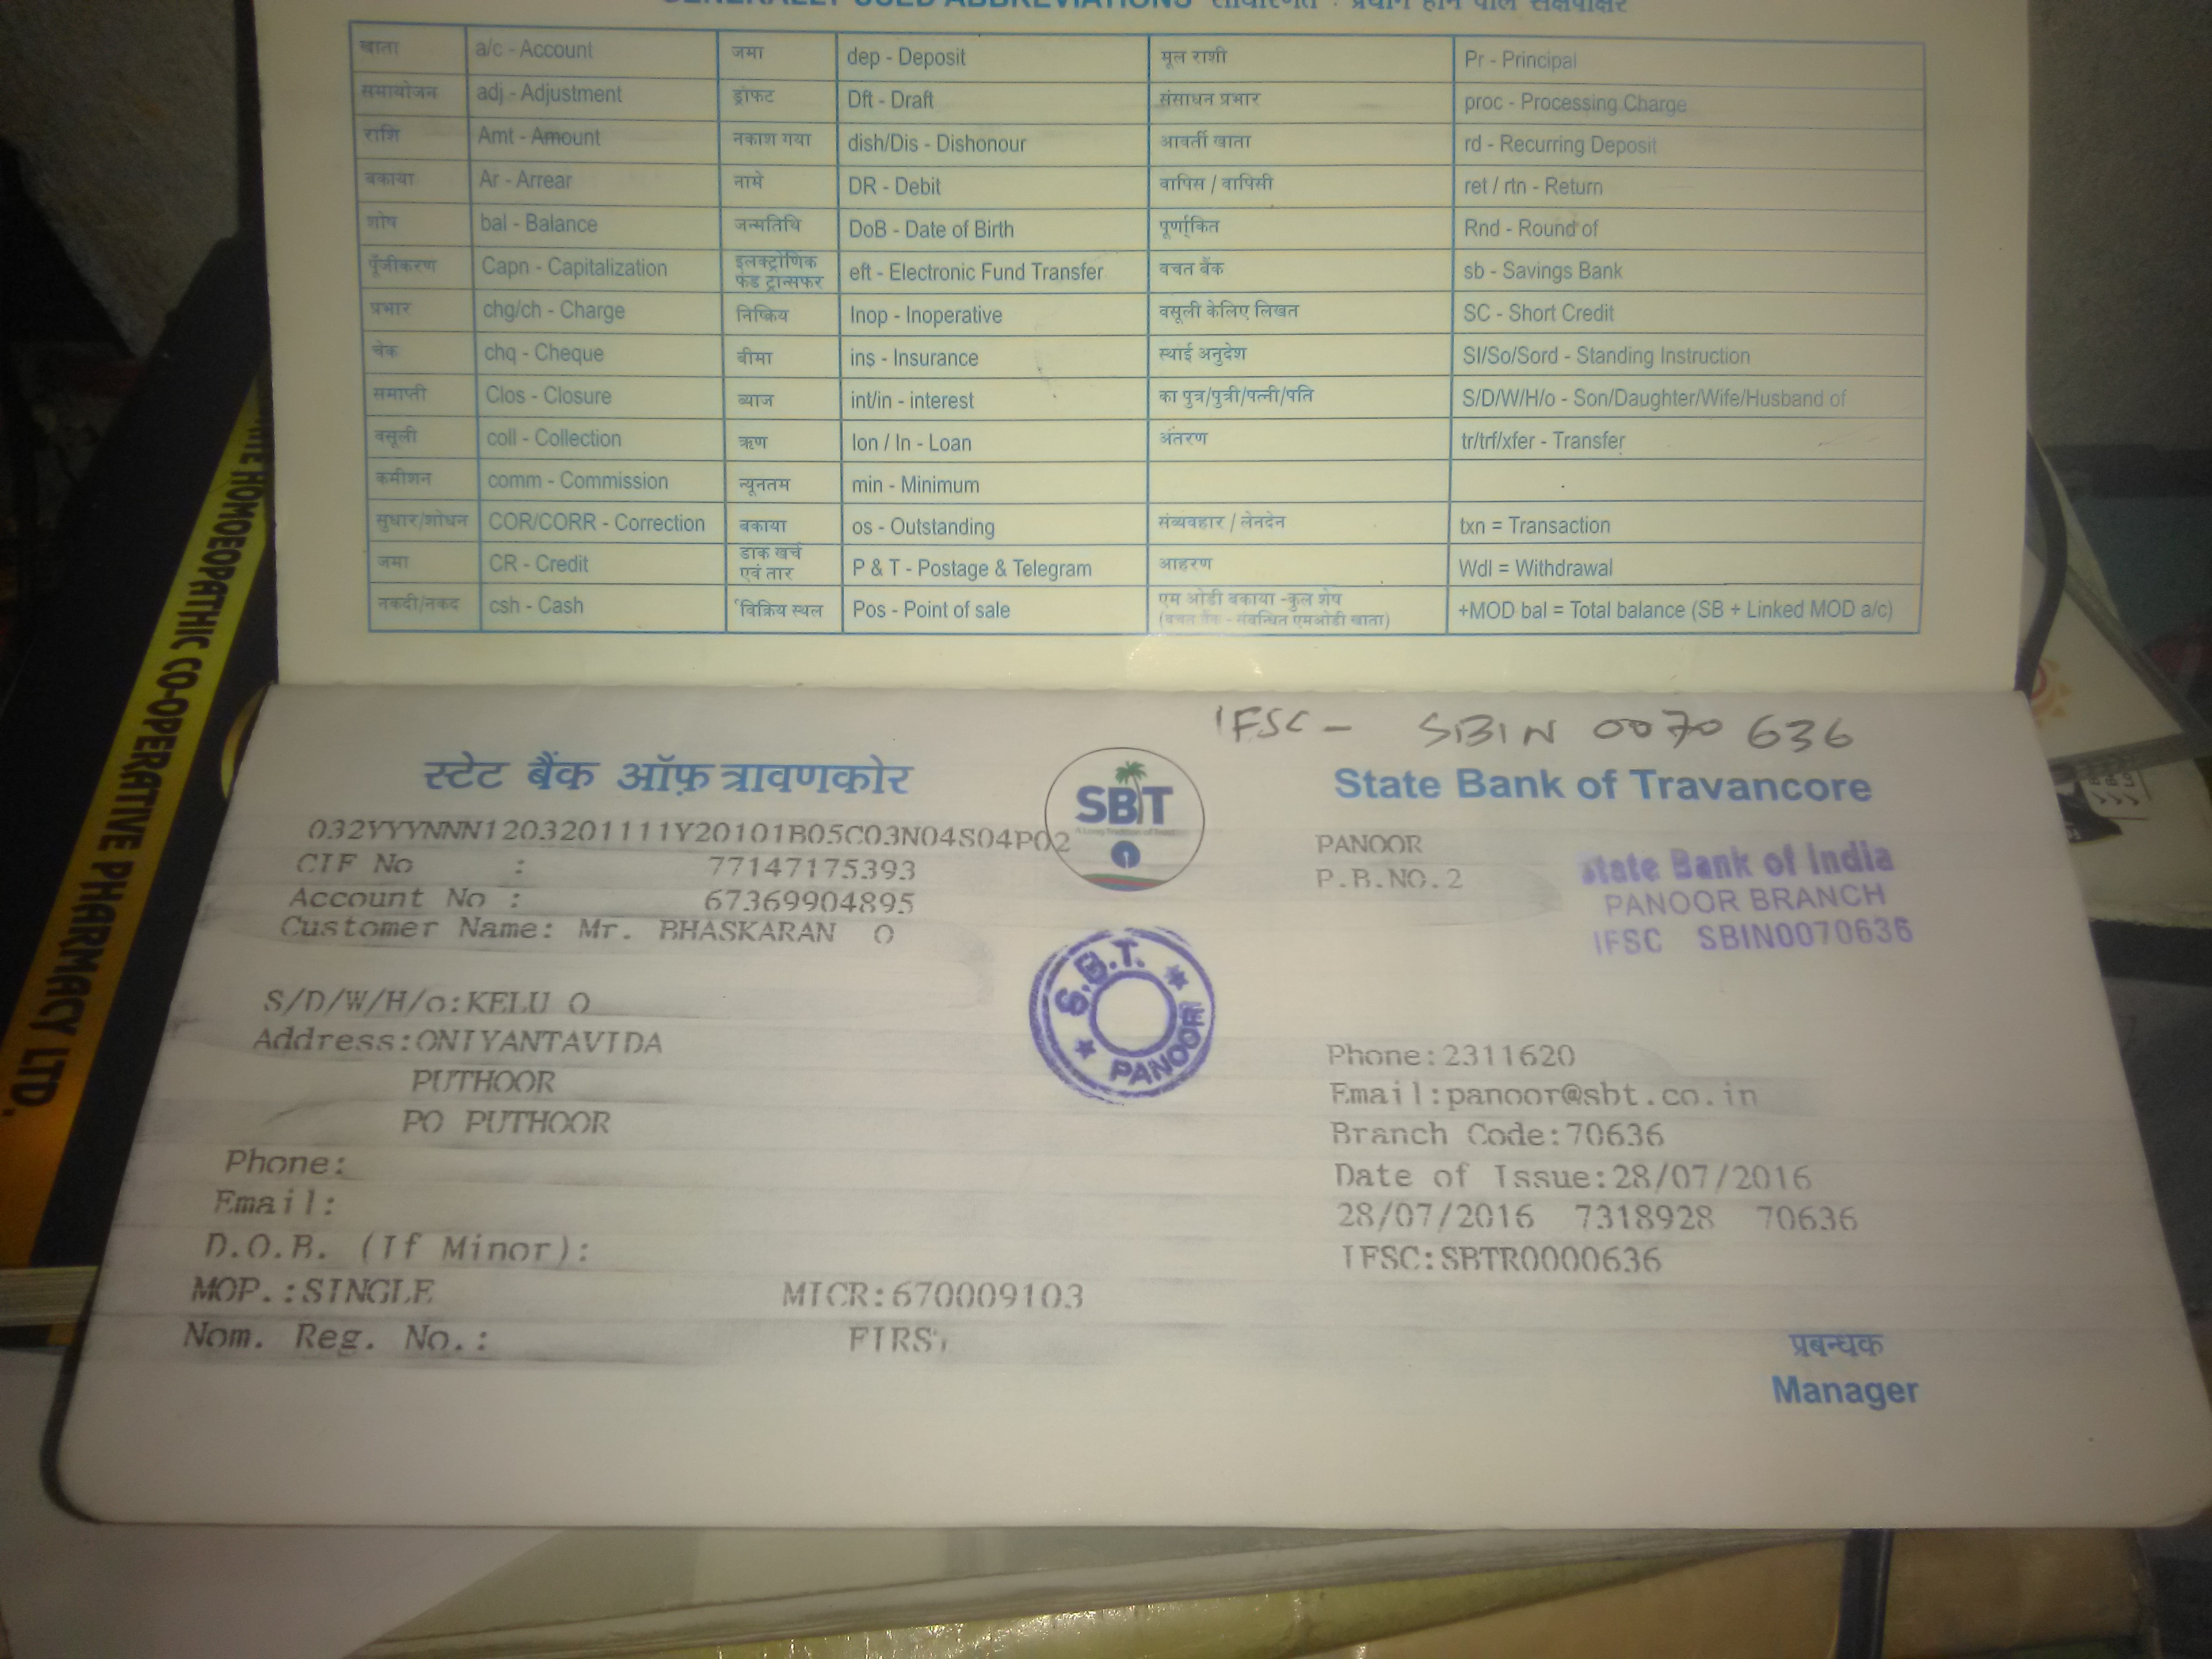 GENERALLY USED ABBREVIATIONS साधारणत : प्रयोग होने वाले संक्षेपाक्षर
खाता a/c - Account जमा dep - Deposit मूल राशी Pr - Principal
समायोजन adj - Adjustment ड्राफट Dft - Draft संसाधन प्रभार proc - Processing Charge
राशि Amt - Amount नकाश गया dish/Dis - Dishonour आवर्ती खाता rd - Recurring Deposit
बकाया Ar - Arrear नामे DR - Debit वापिस / वापिसी ret / rtn - Return
शोष bal - Balance जन्मतिथि DoB - Date of Birth पूर्णांकित Rnd - Round of
पूँजीकरण Capn - Capitalization इलक्ट्रोणिक फंड ट्रान्सफर eft - Electronic Fund Transfer वचत बैंक sb - Savings Bank
प्रभार chg/ch - Charge निष्क्रिय Inop - Inoperative वसूली केलिए लिखत SC - Short Credit
चेक chq - Cheque बीमा ins - Insurance स्थाई अनुदेश SI/So/Sord - Standing Instruction
समाप्ती Clos - Closure ब्याज int/in - interest का पुत्र/पुत्री/पत्नी/पति S/D/W/H/o - Son/Daughter/Wife/Husband of
वसूली coll - Collection ऋण lon / ln - Loan अंतरण tr/trf/xfer - Transfer
कमीशन comm - Commission न्यूनतम min - Minimum
सुधार/शोधन COR/CORR - Correction बकाया os - Outstanding संव्यवहार / लेनदेन txn = Transaction
जमा CR - Credit डाक खर्च एवं तार P & T - Postage & Telegram आहरण Wdl = Withdrawal
नकदी/नकद csh - Cash विक्रिय स्थल Pos - Point of sale एम ओडी बकाया -कुल शेष (बचत बैंक - संबन्धित एमओडी खाता) +MOD bal = Total balance (SB + Linked MOD a/c)
IFSC - SBIN 0070 636
स्टेट बैंक ऑफ़ त्रावणकोर
SBT
State Bank of Travancore
032YYYNNN1203201111Y20101B05C03N04S04P02
CIF No : 77147175393
Account No : 67369904895
Customer Name: Mr. BHASKARAN O
S/D/W/H/o:KELU O
Address:ONIYANTAVIDA
PUTHOOR
PO PUTHOOR
Phone:
Email:
D.O.B. (If Minor):
MOP.:SINGLE MICR:670009103
Nom. Reg. No.:
S.B.T.
PANOOR
PANOOR
P.B.NO.2
State Bank of India
PANOOR BRANCH
IFSC SBIN0070636
Phone:2311620
Email:panoor@sbt.co.in
Branch Code:70636
Date of Issue:28/07/2016
28/07/2016 7318928 70636
IFSC:SBTR0000636
प्रबन्धक
Manager
HOMOEOPATHIC CO-OPERATIVE PHARMACY LTD.